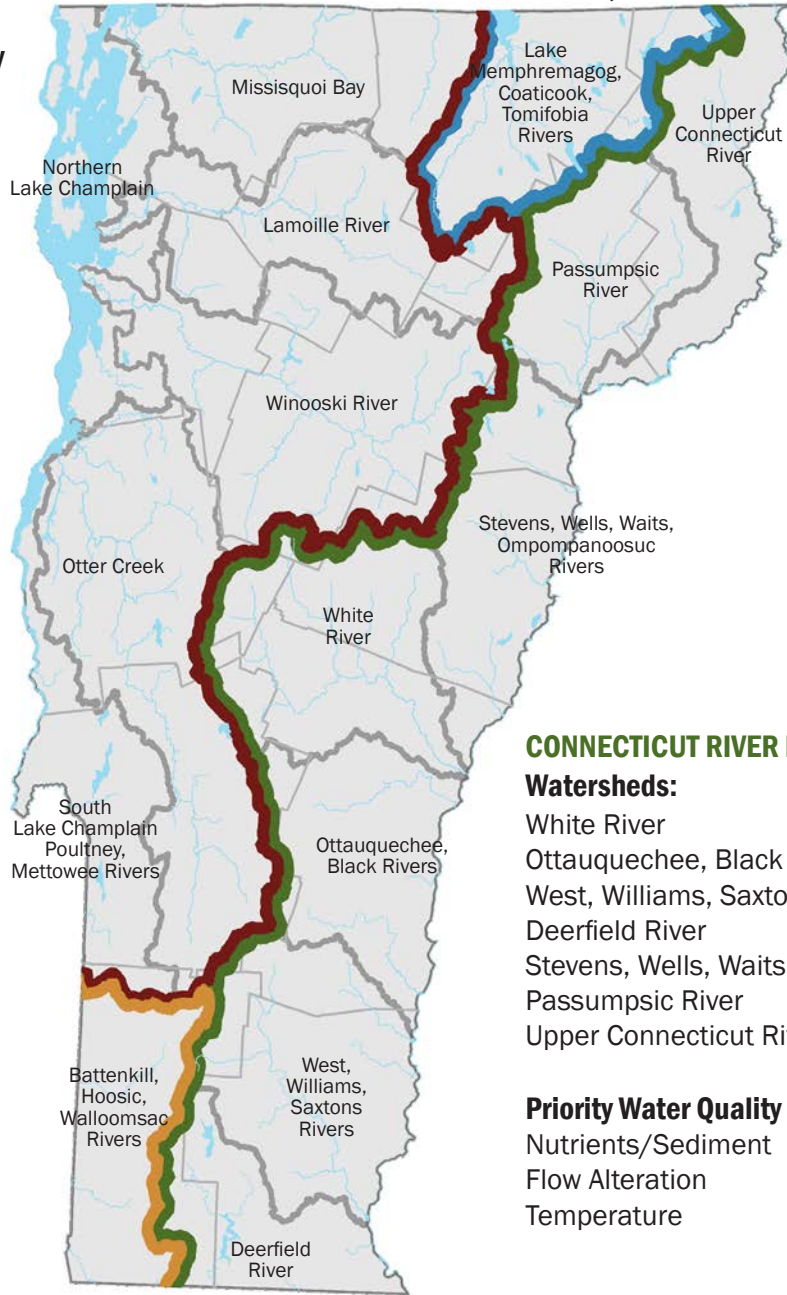 Missisquoi Bay
Lake
Memphremagog,
Coaticook,
Tomifobia
Rivers
Upper
Connecticut
River
Northern
Lake Champlain
Lamoille River
Passumpsic
River
Winooski River
Stevens, Wells, Waits,
Ompompanoosuc
Rivers
Otter Creek
White
River
South
Lake Champlain
Poultney,
Mettowee Rivers
Ottauquechee,
Black Rivers
Battenkill,
Hoosic,
Walloomsac
Rivers
West,
Williams,
Saxtons
Rivers
Deerfield
River
CONNECTICUT RIVER
Watersheds:
White River
Ottauquechee, Black
West, Williams, Saxto
Deerfield River
Stevens, Wells, Waits
Passumpsic River
Upper Connecticut Ri
Priority Water Quality
Nutrients/Sediment
Flow Alteration
Temperature